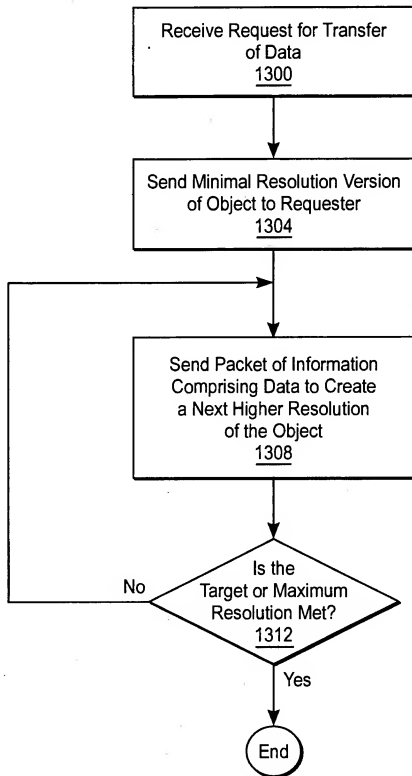 Receive Request for Transfer
of Data
1300
Send Minimal Resolution Version
of Object to Requester
1304
Send Packet of Information
Comprising Data to Create
a Next Higher Resolution
of the Object
1308
Is the
Target or Maximum
Resolution Met?
1312
No
Yes
End